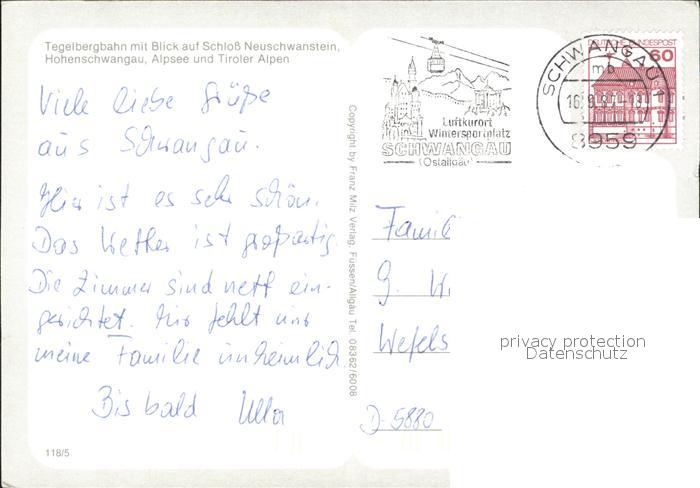 Tegelbergbahn mit Blick auf Schloß Neuschwanstein,
Hohenschwangau, Alpsee und Tiroler Alpen
Viele liebe Grüße
aus Schwangau.
Hier ist es sehr schön.
Das Wetter ist großartig.
Die Zimmer sind nett ein-
gerichtet. Mir fehlt nur
meine Familie unheimlich.
Bis bald Ulla
118/5
Copyright by Franz Milz Verlag, Füssen/Allgäu Tel. 08362/6008
Luftkurort
Wintersportplatz
SCHWANGAU
(Ostallgäu)
SCHWANGAU 1
mb
8959
DEUTSCHE BUNDESPOST
60
Famil
G.
Wefels
D-5880
privacy protection
Datenschutz